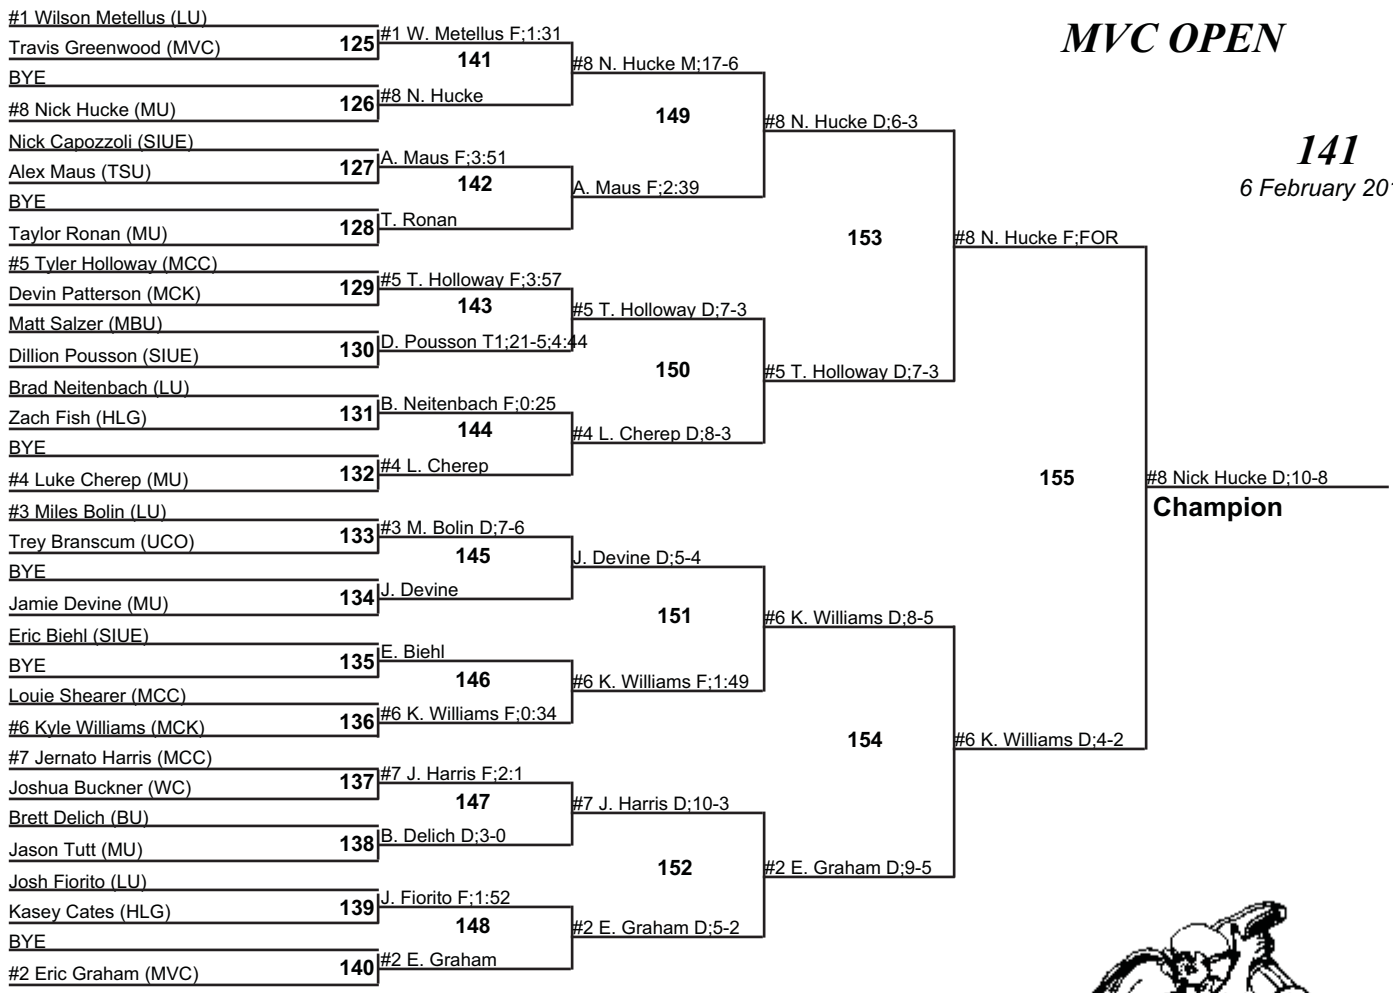 MVC OPEN
141
6 February 20
#1 Wilson Metellus (LU)
Travis Greenwood (MVC)
BYE
#8 Nick Hucke (MU)
Nick Capozzoli (SIUE)
Alex Maus (TSU)
BYE
Taylor Ronan (MU)
#5 Tyler Holloway (MCC)
Devin Patterson (MCK)
Matt Salzer (MBU)
Dillion Pousson (SIUE)
Brad Neitenbach (LU)
Zach Fish (HLG)
BYE
#4 Luke Cherep (MU)
#3 Miles Bolin (LU)
Trey Branscum (UCO)
BYE
Jamie Devine (MU)
Eric Biehl (SIUE)
BYE
Louie Shearer (MCC)
#6 Kyle Williams (MCK)
#7 Jernato Harris (MCC)
Joshua Buckner (WC)
Brett Delich (BU)
Jason Tutt (MU)
Josh Fiorito (LU)
Kasey Cates (HLG)
BYE
#2 Eric Graham (MVC)
125
126
127
128
129
130
131
132
133
134
135
136
137
138
139
140
#1 W. Metellus F;1:31
#8 N. Hucke
A. Maus F;3:51
T. Ronan
#5 T. Holloway F;3:57
D. Pousson T1;21-5;4:44
B. Neitenbach F;0:25
#4 L. Cherep
#3 M. Bolin D;7-6
J. Devine
E. Biehl
#6 K. Williams F;0:34
#7 J. Harris F;2:1
B. Delich D;3-0
J. Fiorito F;1:52
#2 E. Graham
141
142
143
144
145
146
147
148
#8 N. Hucke M;17-6
A. Maus F;2:39
#5 T. Holloway D;7-3
#4 L. Cherep D;8-3
J. Devine D;5-4
#6 K. Williams F;1:49
#7 J. Harris D;10-3
#2 E. Graham D;5-2
149
150
151
152
#8 N. Hucke D;6-3
#5 T. Holloway D;7-3
#6 K. Williams D;8-5
#2 E. Graham D;9-5
153
154
#8 N. Hucke F;FOR
#6 K. Williams D;4-2
155
#8 Nick Hucke D;10-8
Champion